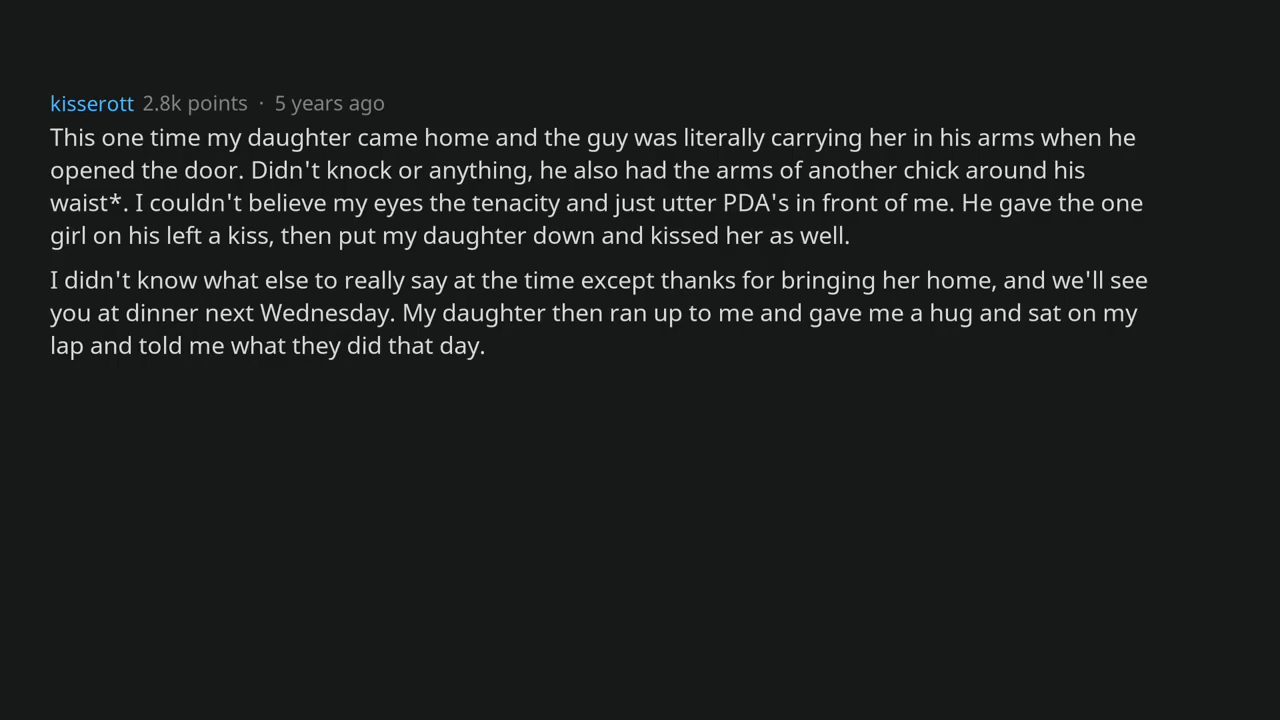 kisserott 2.8k points · 5 years ago
This one time my daughter came home and the guy was literally carrying her in his arms when he
opened the door. Didn't knock or anything, he also had the arms of another chick around his
waist*. I couldn't believe my eyes the tenacity and just utter PDA's in front of me. He gave the one
girl on his left a kiss, then put my daughter down and kissed her as well.
I didn't know what else to really say at the time except thanks for bringing her home, and we'll see
you at dinner next Wednesday. My daughter then ran up to me and gave me a hug and sat on my
lap and told me what they did that day.